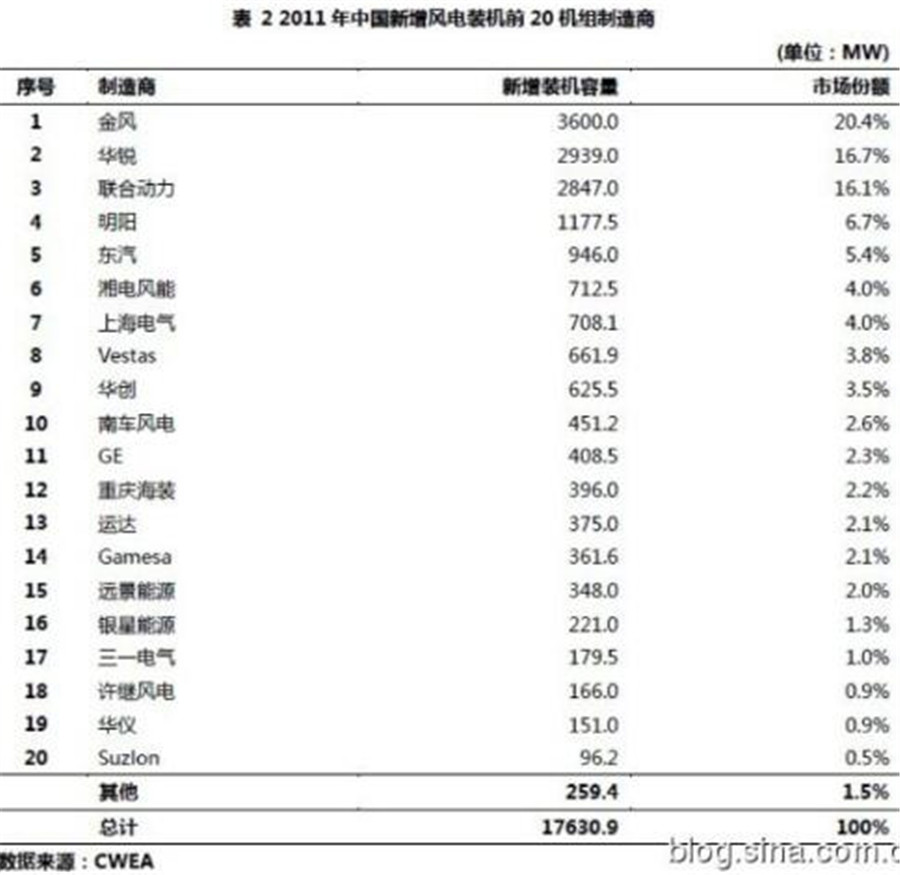 表 2 2011 年中国新增风电装机前 20 机组制造商
(单位：MW)
序号 制造商 新增装机容量 市场份额
1 金风 3600.0 20.4%
2 华锐 2939.0 16.7%
3 联合动力 2847.0 16.1%
4 明阳 1177.5 6.7%
5 东汽 946.0 5.4%
6 湘电风能 712.5 4.0%
7 上海电气 708.1 4.0%
8 Vestas 661.9 3.8%
9 华创 625.5 3.5%
10 南车风电 451.2 2.6%
11 GE 408.5 2.3%
12 重庆海装 396.0 2.2%
13 运达 375.0 2.1%
14 Gamesa 361.6 2.1%
15 远景能源 348.0 2.0%
16 银星能源 221.0 1.3%
17 三一电气 179.5 1.0%
18 许继风电 166.0 0.9%
19 华仪 151.0 0.9%
20 Suzlon 96.2 0.5%
其他 259.4 1.5%
总计 17630.9 100%
数据来源：CWEA
blog.sina.com.c